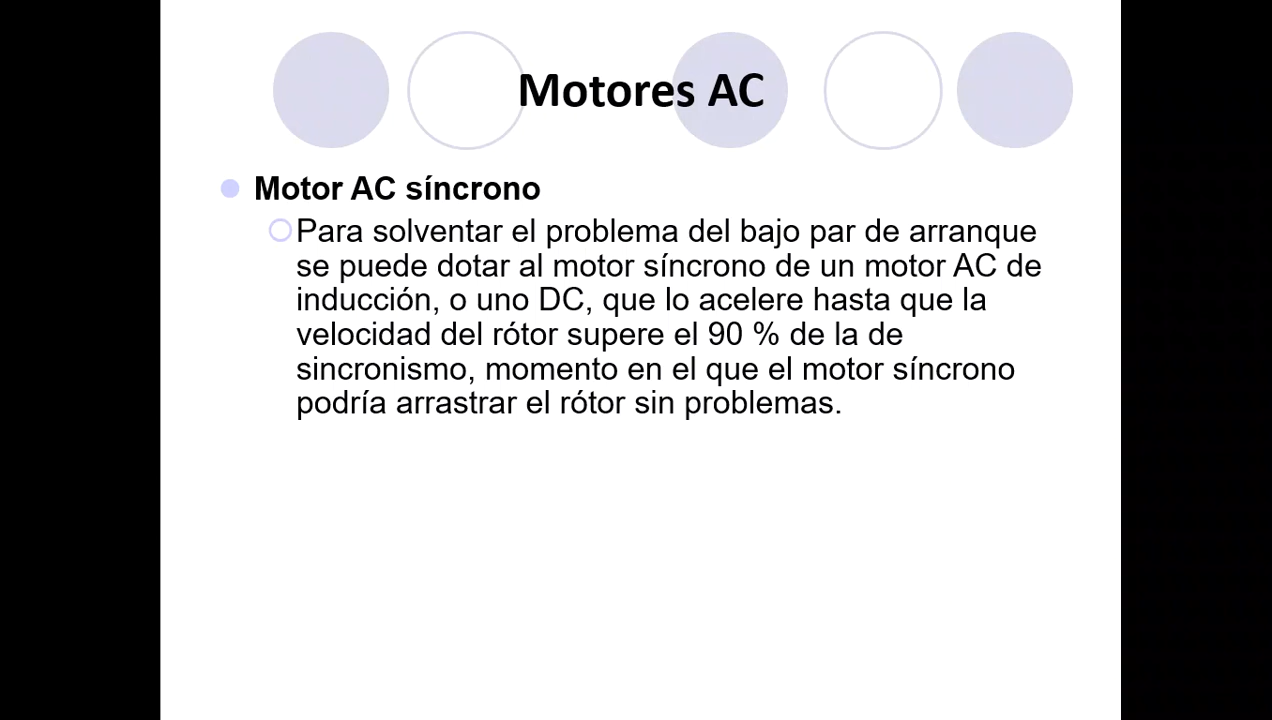 Motores AC
Motor AC síncrono
Para solventar el problema del bajo par de arranque
se puede dotar al motor síncrono de un motor AC de
inducción, o uno DC, que lo acelere hasta que la
velocidad del rótor supere el 90 % de la de
sincronismo, momento en el que el motor síncrono
podría arrastrar el rótor sin problemas.